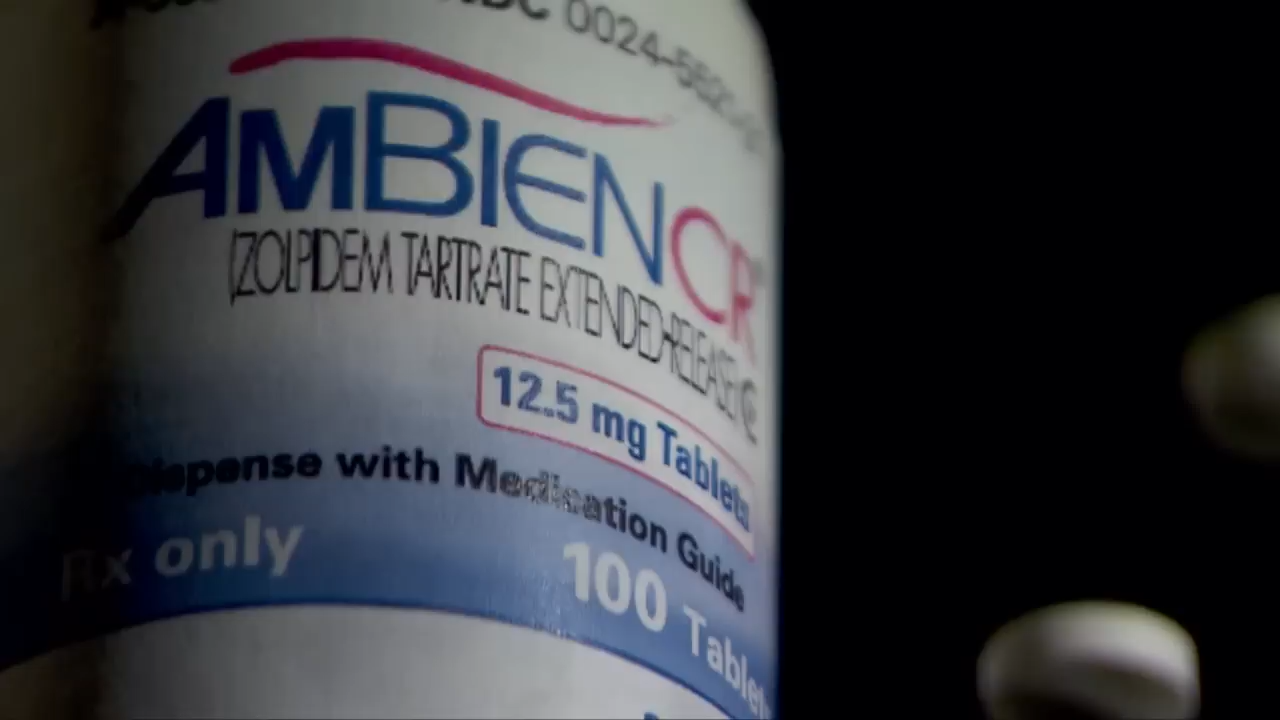 NDC 0024-5521
AMBIEN CR
(ZOLPIDEM TARTRATE EXTENDED-RELEASE) C
12.5 mg Tablets
Dispense with Medication Guide
Rx only
100 Tablets